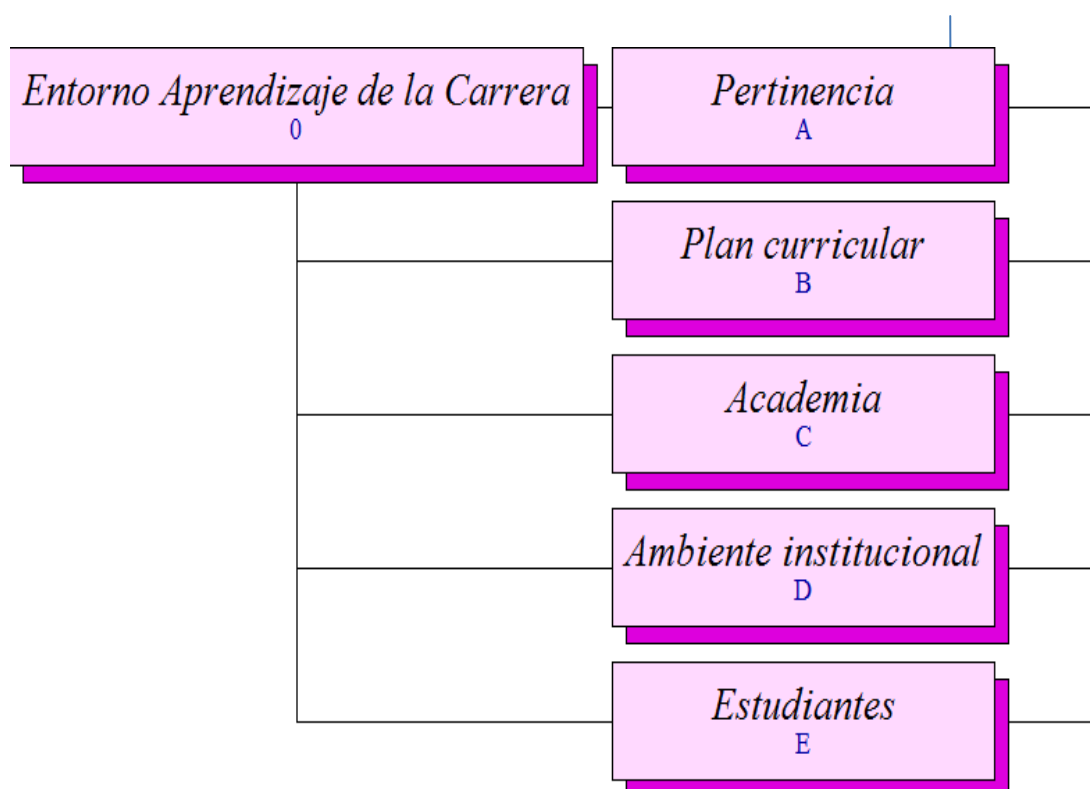 Entorno Aprendizaje de la Carrera
0
Pertinencia
A
Plan curricular
B
Academia
C
Ambiente institucional
D
Estudiantes
E